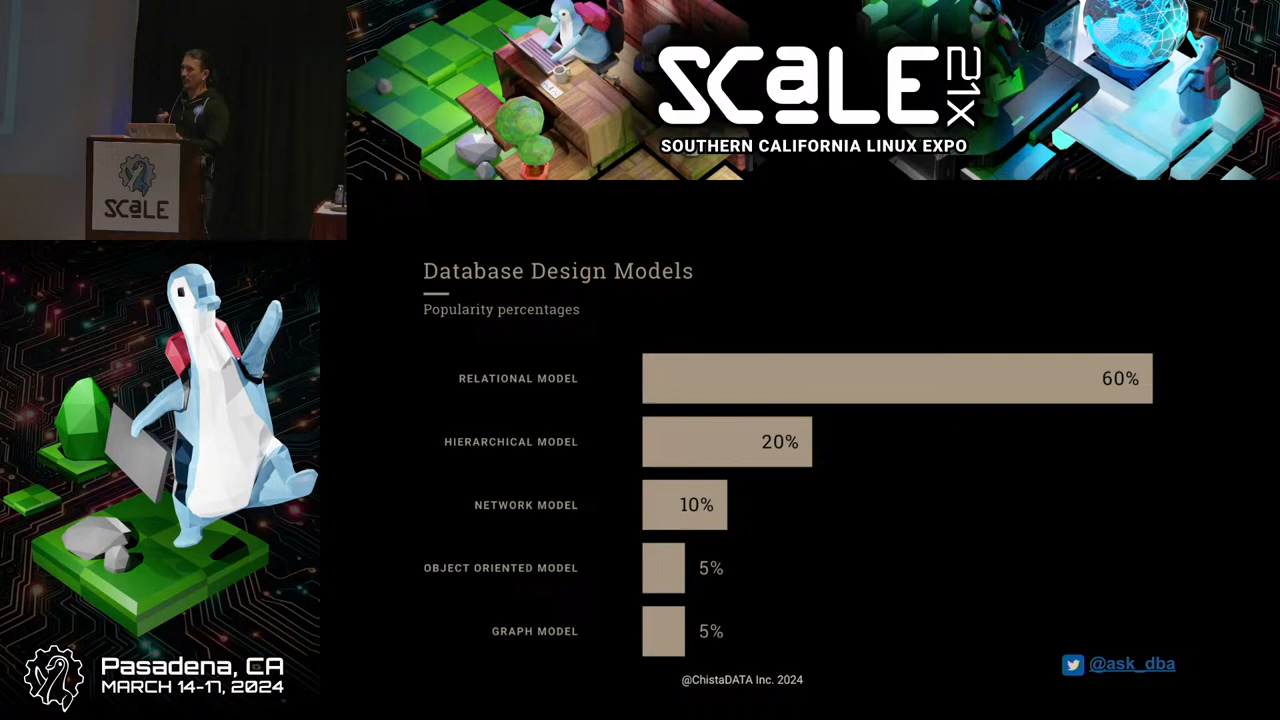 SCaLE
21X
SOUTHERN CALIFORNIA LINUX EXPO
SCaLE
Database Design Models
Popularity percentages
RELATIONAL MODEL 60%
HIERARCHICAL MODEL 20%
NETWORK MODEL 10%
OBJECT ORIENTED MODEL 5%
GRAPH MODEL 5%
@ask_dba
@ChistaDATA Inc. 2024
Pasadena, CA
MARCH 14-17, 2024